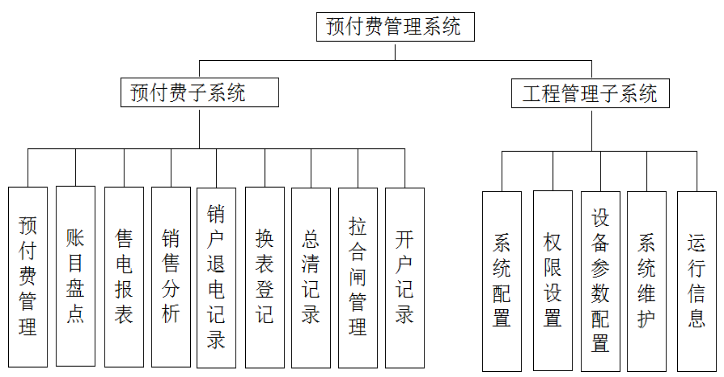 预付费管理系统
预付费子系统
工程管理子系统
预付费管理
账目盘点
售电报表
销售分析
销户退电记录
换表登记
总清记录
拉合闸管理
开户记录
系统配置
权限设置
设备参数配置
系统维护
运行信息